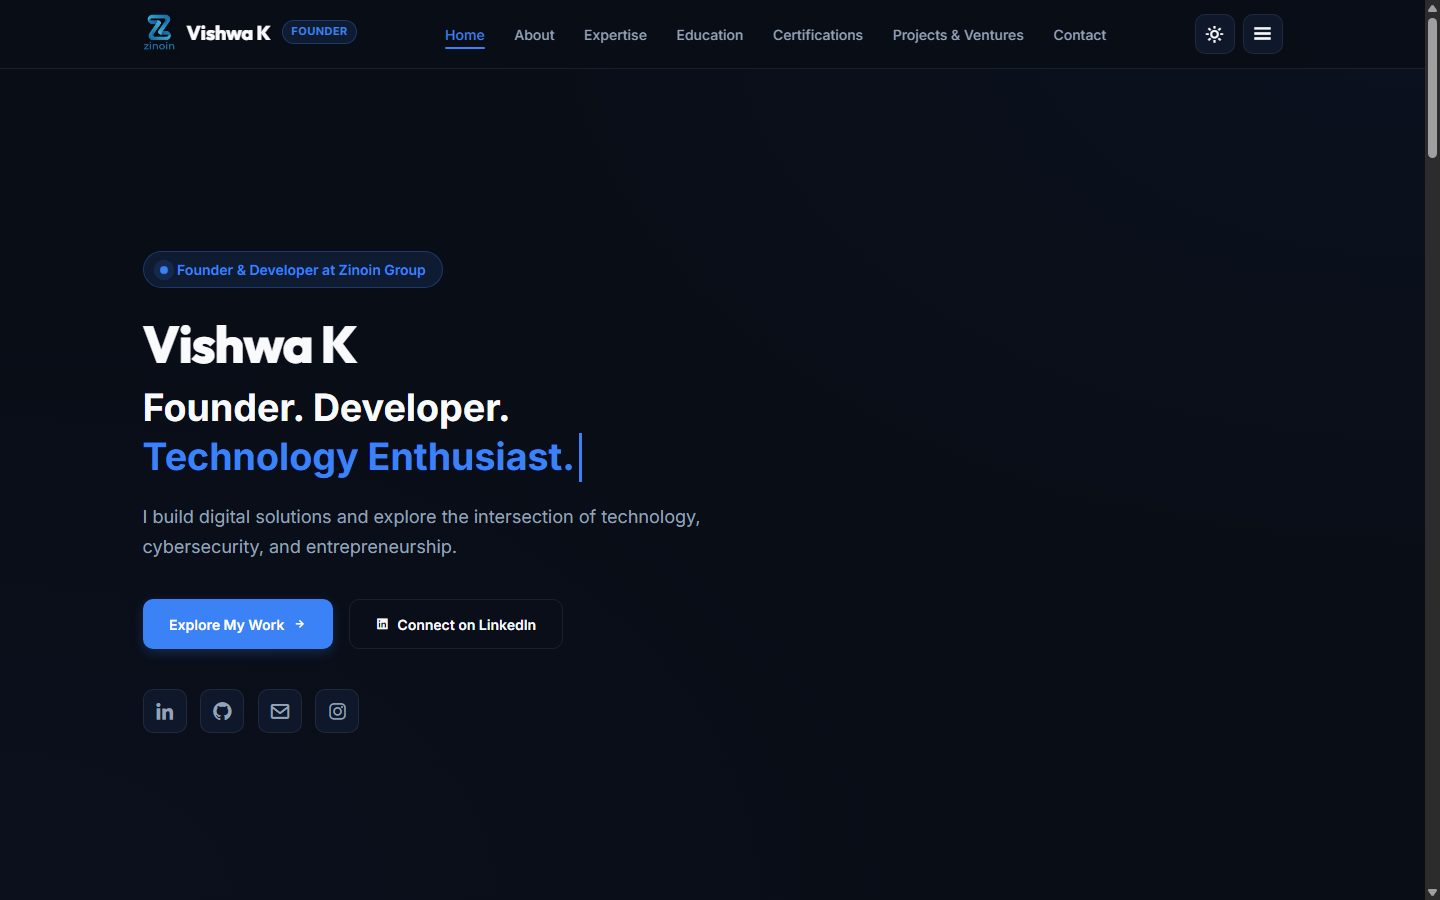 zinoin
Vishwa K
FOUNDER
Home
About
Expertise
Education
Certifications
Projects & Ventures
Contact
Founder & Developer at Zinoin Group
Vishwa K
Founder. Developer.
Technology Enthusiast.
I build digital solutions and explore the intersection of technology,
cybersecurity, and entrepreneurship.
Explore My Work →
Connect on LinkedIn